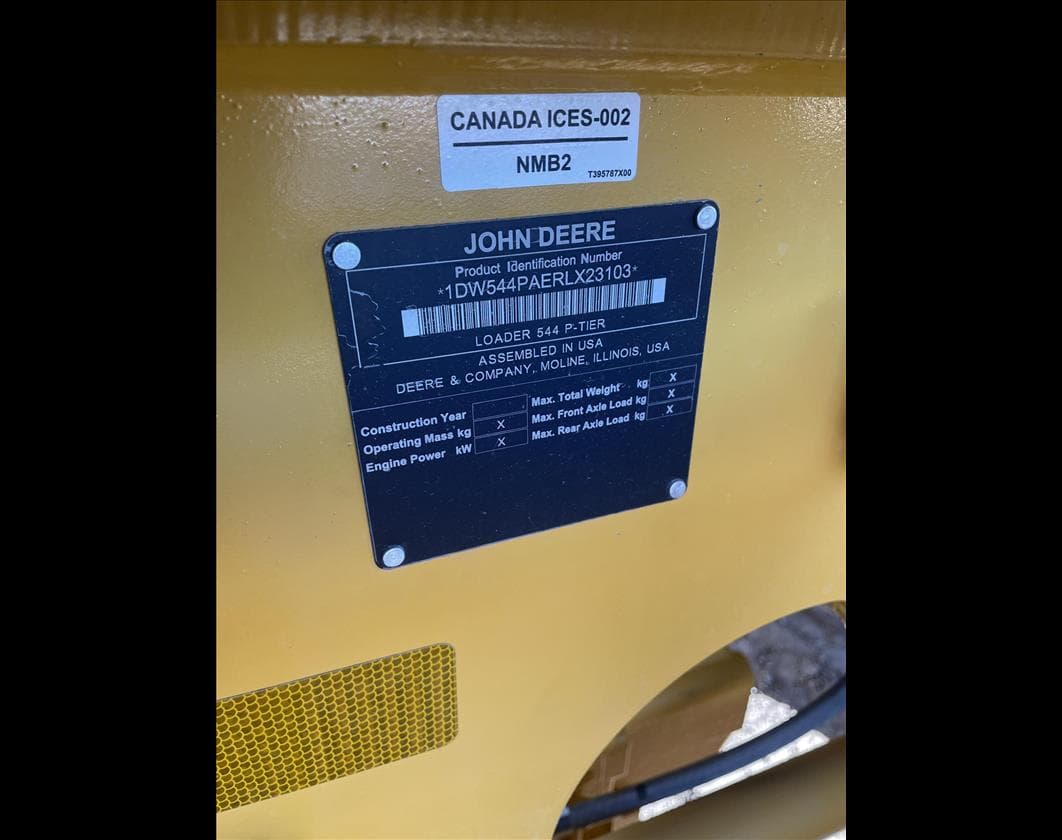 CANADA ICES-002
NMB2
T395787X00
JOHN DEERE
Product Identification Number
*1DW544PAERLX23103*
LOADER 544 P-TIER
ASSEMBLED IN USA
DEERE & COMPANY, MOLINE, ILLINOIS, USA
Construction Year
Operating Mass kg X
Engine Power kW X
Max. Total Weight kg X
Max. Front Axle Load kg X
Max. Rear Axle Load kg X